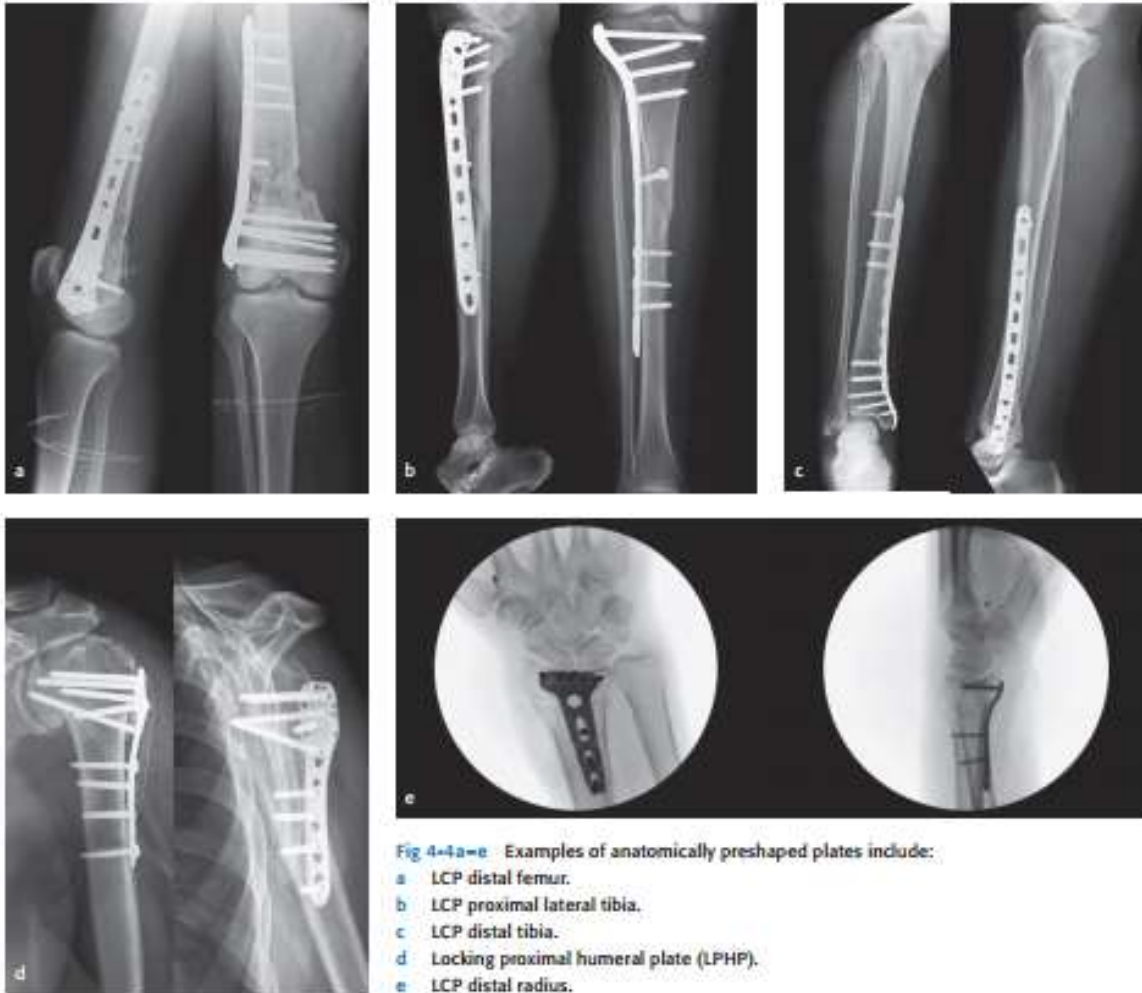 a
b
c
d
e
Fig 4-4a–e Examples of anatomically preshaped plates include:
a LCP distal femur.
b LCP proximal lateral tibia.
c LCP distal tibia.
d Locking proximal humeral plate (LPHP).
e LCP distal radius.